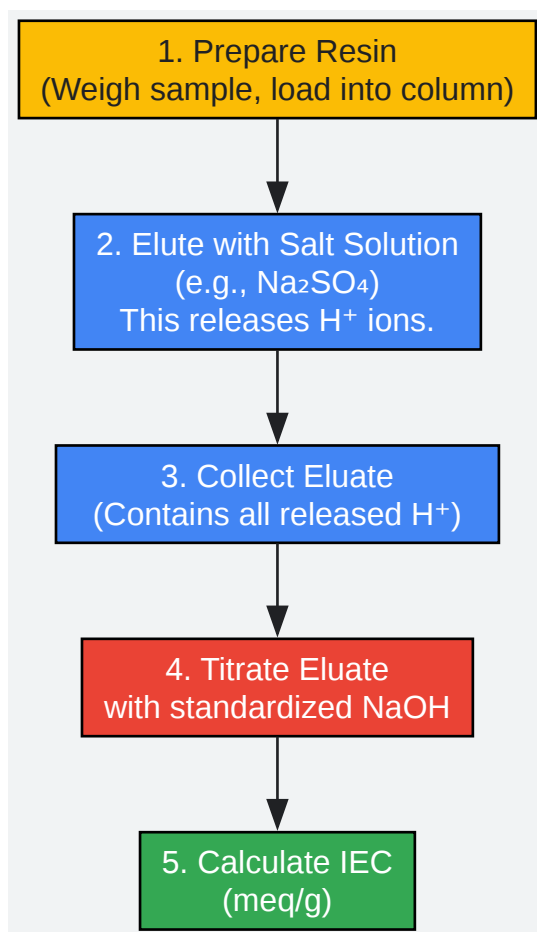 1. Prepare Resin
(Weigh sample, load into column)
2. Elute with Salt Solution
(e.g., Na₂SO₄)
This releases H⁺ ions.
3. Collect Eluate
(Contains all released H⁺)
4. Titrate Eluate
with standardized NaOH
5. Calculate IEC
(meq/g)